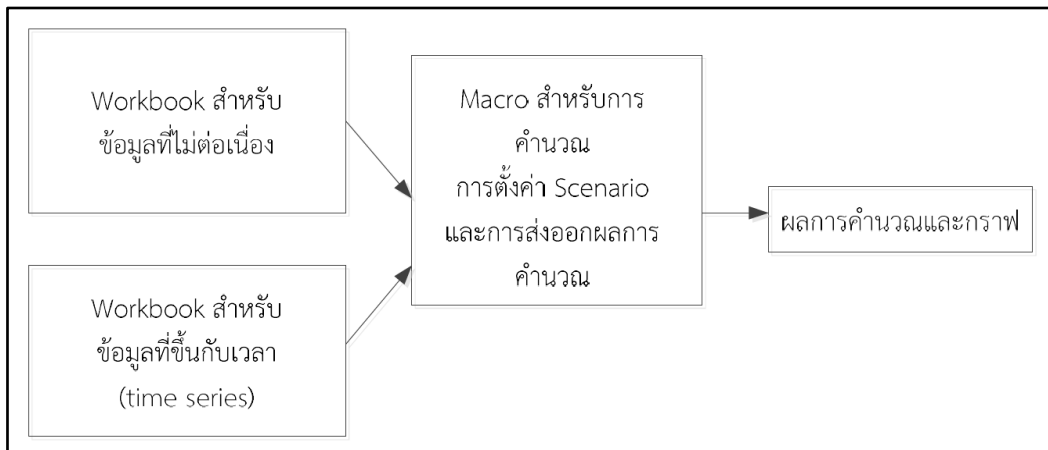 Workbook สำหรับ
ข้อมูลที่ไม่ต่อเนื่อง
Workbook สำหรับ
ข้อมูลที่ขึ้นกับเวลา
(time series)
Macro สำหรับการ
คำนวณ
การตั้งค่า Scenario
และการส่งออกผลการ
คำนวณ
ผลการคำนวณและกราฟ